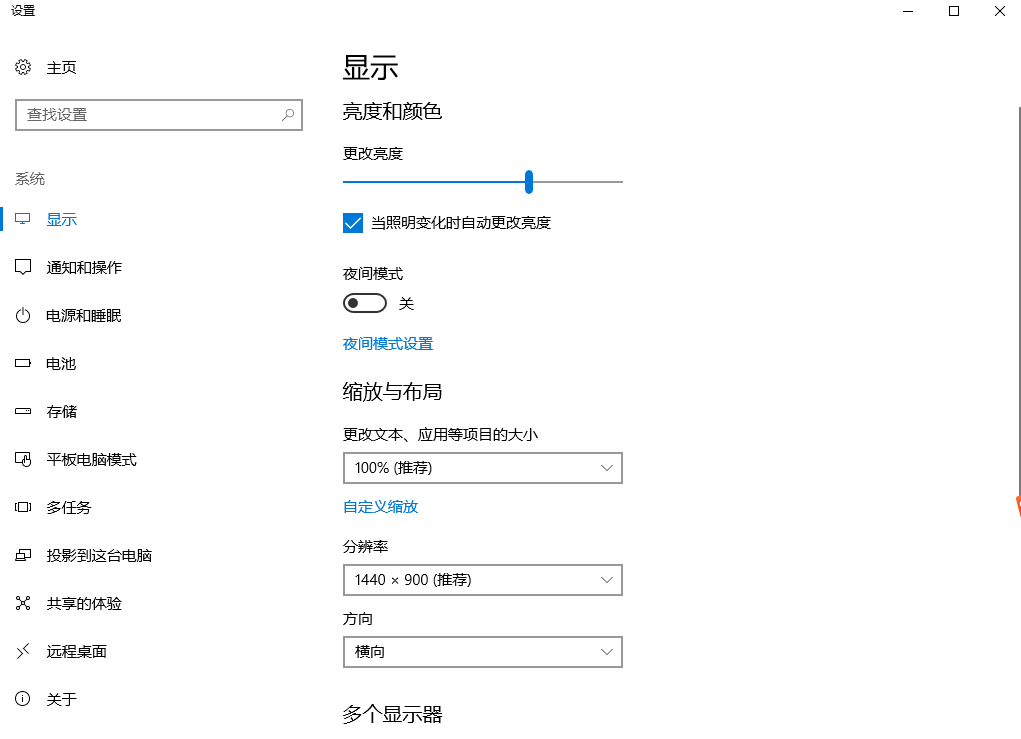 设置
主页
查找设置
系统
显示
通知和操作
电源和睡眠
电池
存储
平板电脑模式
多任务
投影到这台电脑
共享的体验
远程桌面
关于
显示
亮度和颜色
更改亮度
当照明变化时自动更改亮度
夜间模式
关
夜间模式设置
缩放与布局
更改文本、应用等项目的大小
100% (推荐)
自定义缩放
分辨率
1440 × 900 (推荐)
方向
横向
多个显示器